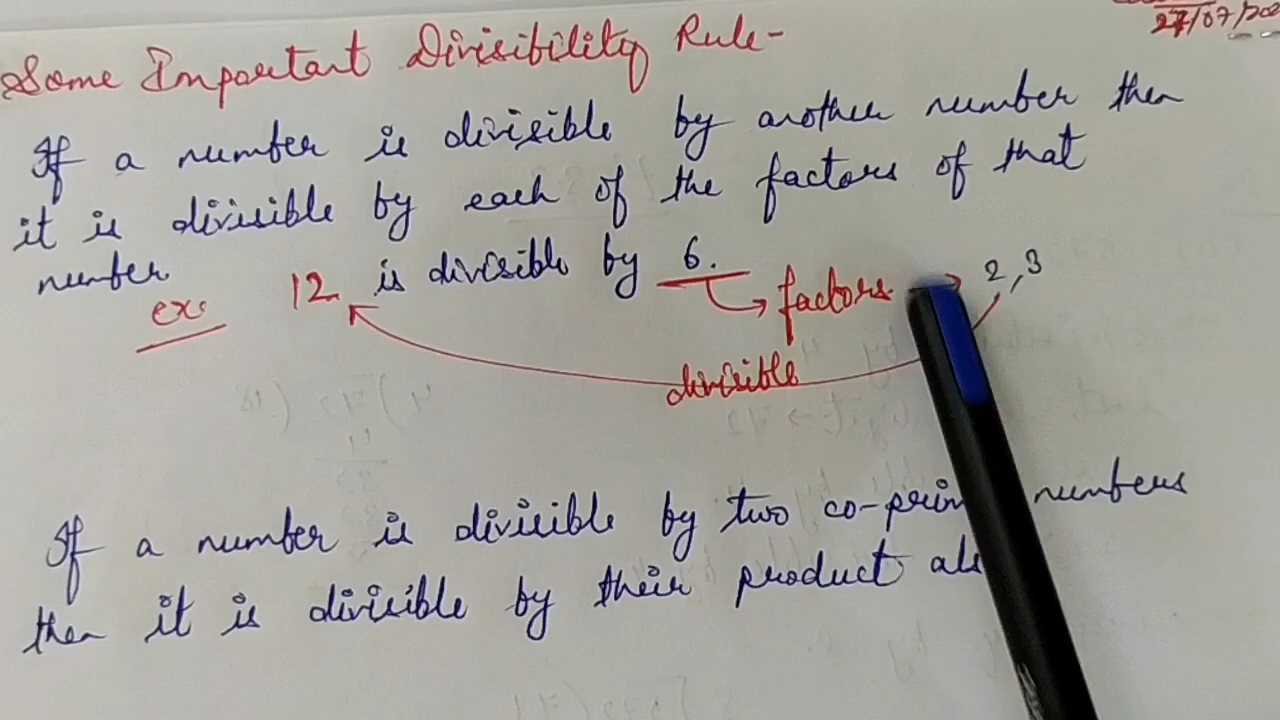 27/07/202
Some Important Divisibility Rule-
If a number is divisible by another number then
it is divisible by each of the factors of that
number
ex 12 is divisible by 6. → factors → 2, 3
divisible
If a number is divisible by two co-prim numbers
then it is divisible by their product als